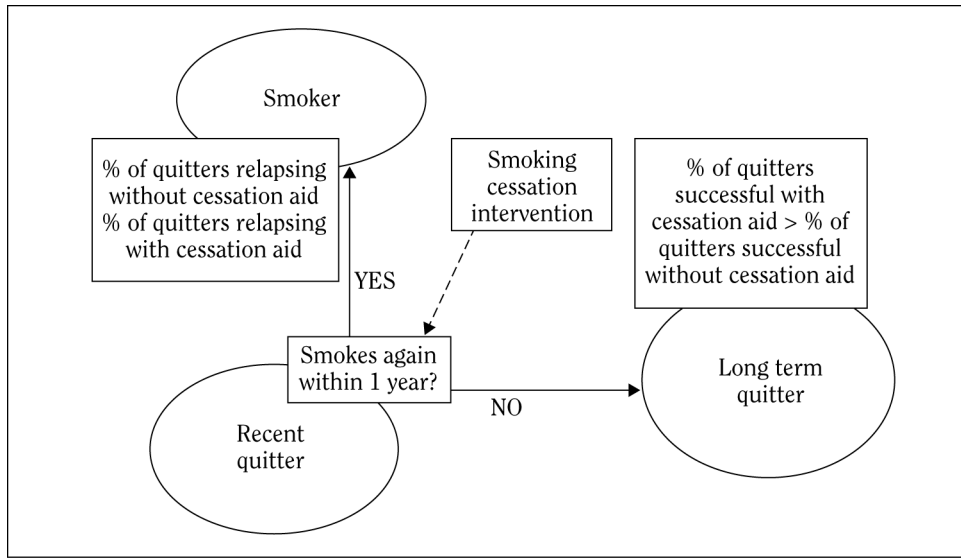 Smoker
% of quitters relapsing
without cessation aid
% of quitters relapsing
with cessation aid
Smoking
cessation
intervention
% of quitters
successful with
cessation aid > % of
quitters successful
without cessation aid
YES
Smokes again
within 1 year?
NO
Long term
quitter
Recent
quitter